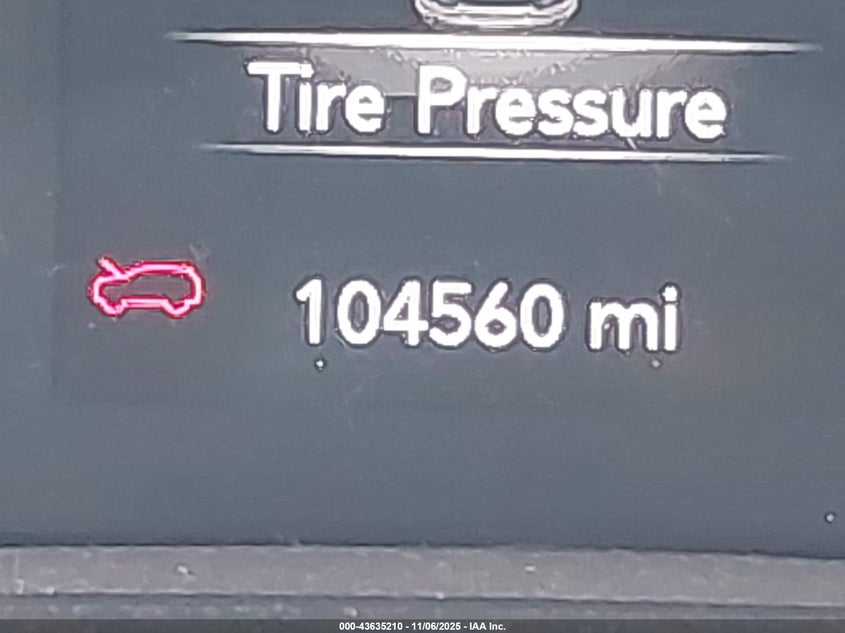 Tire Pressure
104560 mi
000-43635210 - 11/06/2025 - IAA Inc.